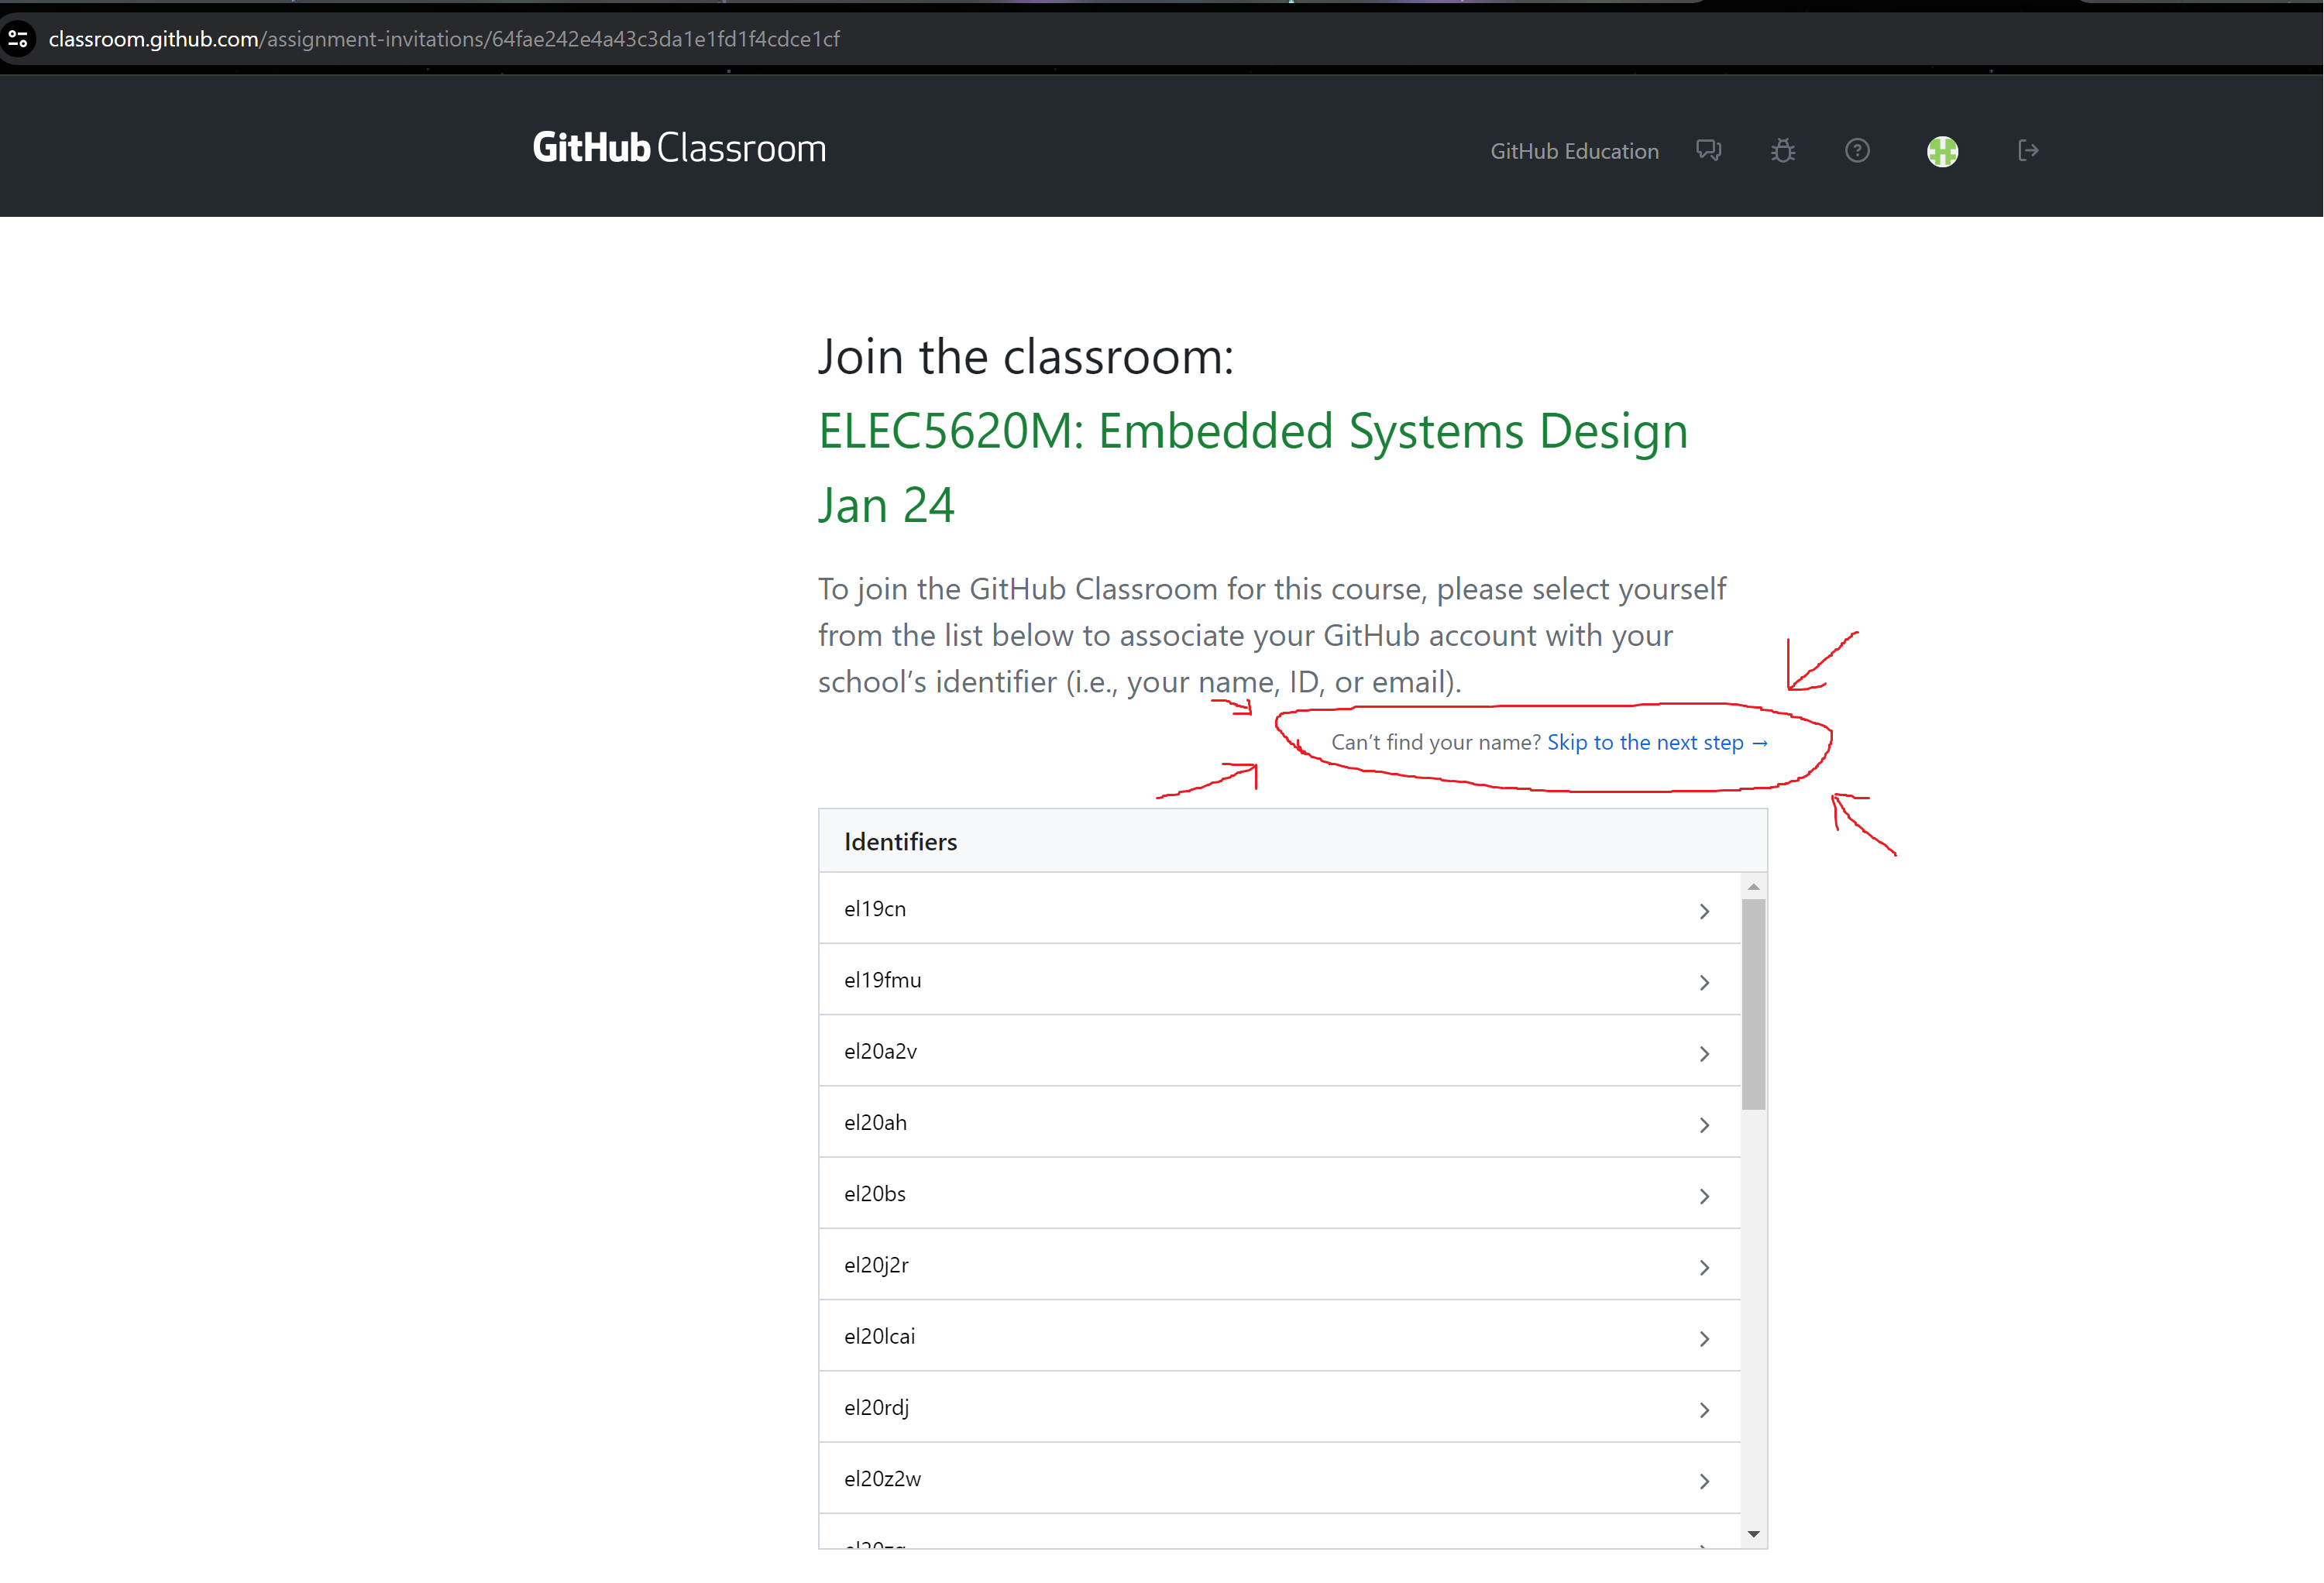 classroom.github.com/assignment-invitations/64fae242e4a43c3da1e1fd1f4cdce1cf
GitHub Classroom
GitHub Education
Join the classroom:
ELEC5620M: Embedded Systems Design
Jan 24
To join the GitHub Classroom for this course, please select yourself
from the list below to associate your GitHub account with your
school’s identifier (i.e., your name, ID, or email).
Can’t find your name? Skip to the next step →
Identifiers
el19cn
el19fmu
el20a2v
el20ah
el20bs
el20j2r
el20lcai
el20rdj
el20z2w